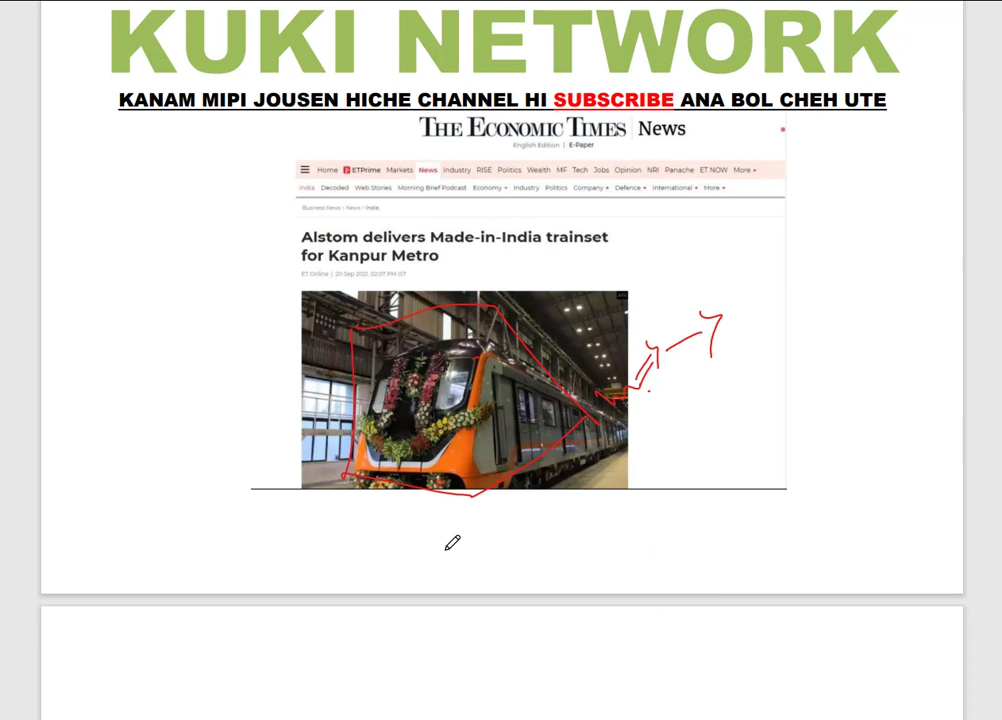 KUKI NETWORK
KANAM MIPI JOUSEN HICHE CHANNEL HI SUBSCRIBE ANA BOL CHEH UTE
THE ECONOMIC TIMES | News
English Edition | E-Paper
Home ETPrime Markets News Industry RISE Politics Wealth MF Tech Jobs Opinion NRI Panache ET NOW More
India Decoded Web Stories Morning Brief Podcast Economy Industry Politics Company Defence International More
Business News › News › India
Alstom delivers Made-in-India trainset
for Kanpur Metro
ET Online | 20 Sep 2021, 02:07 PM IST